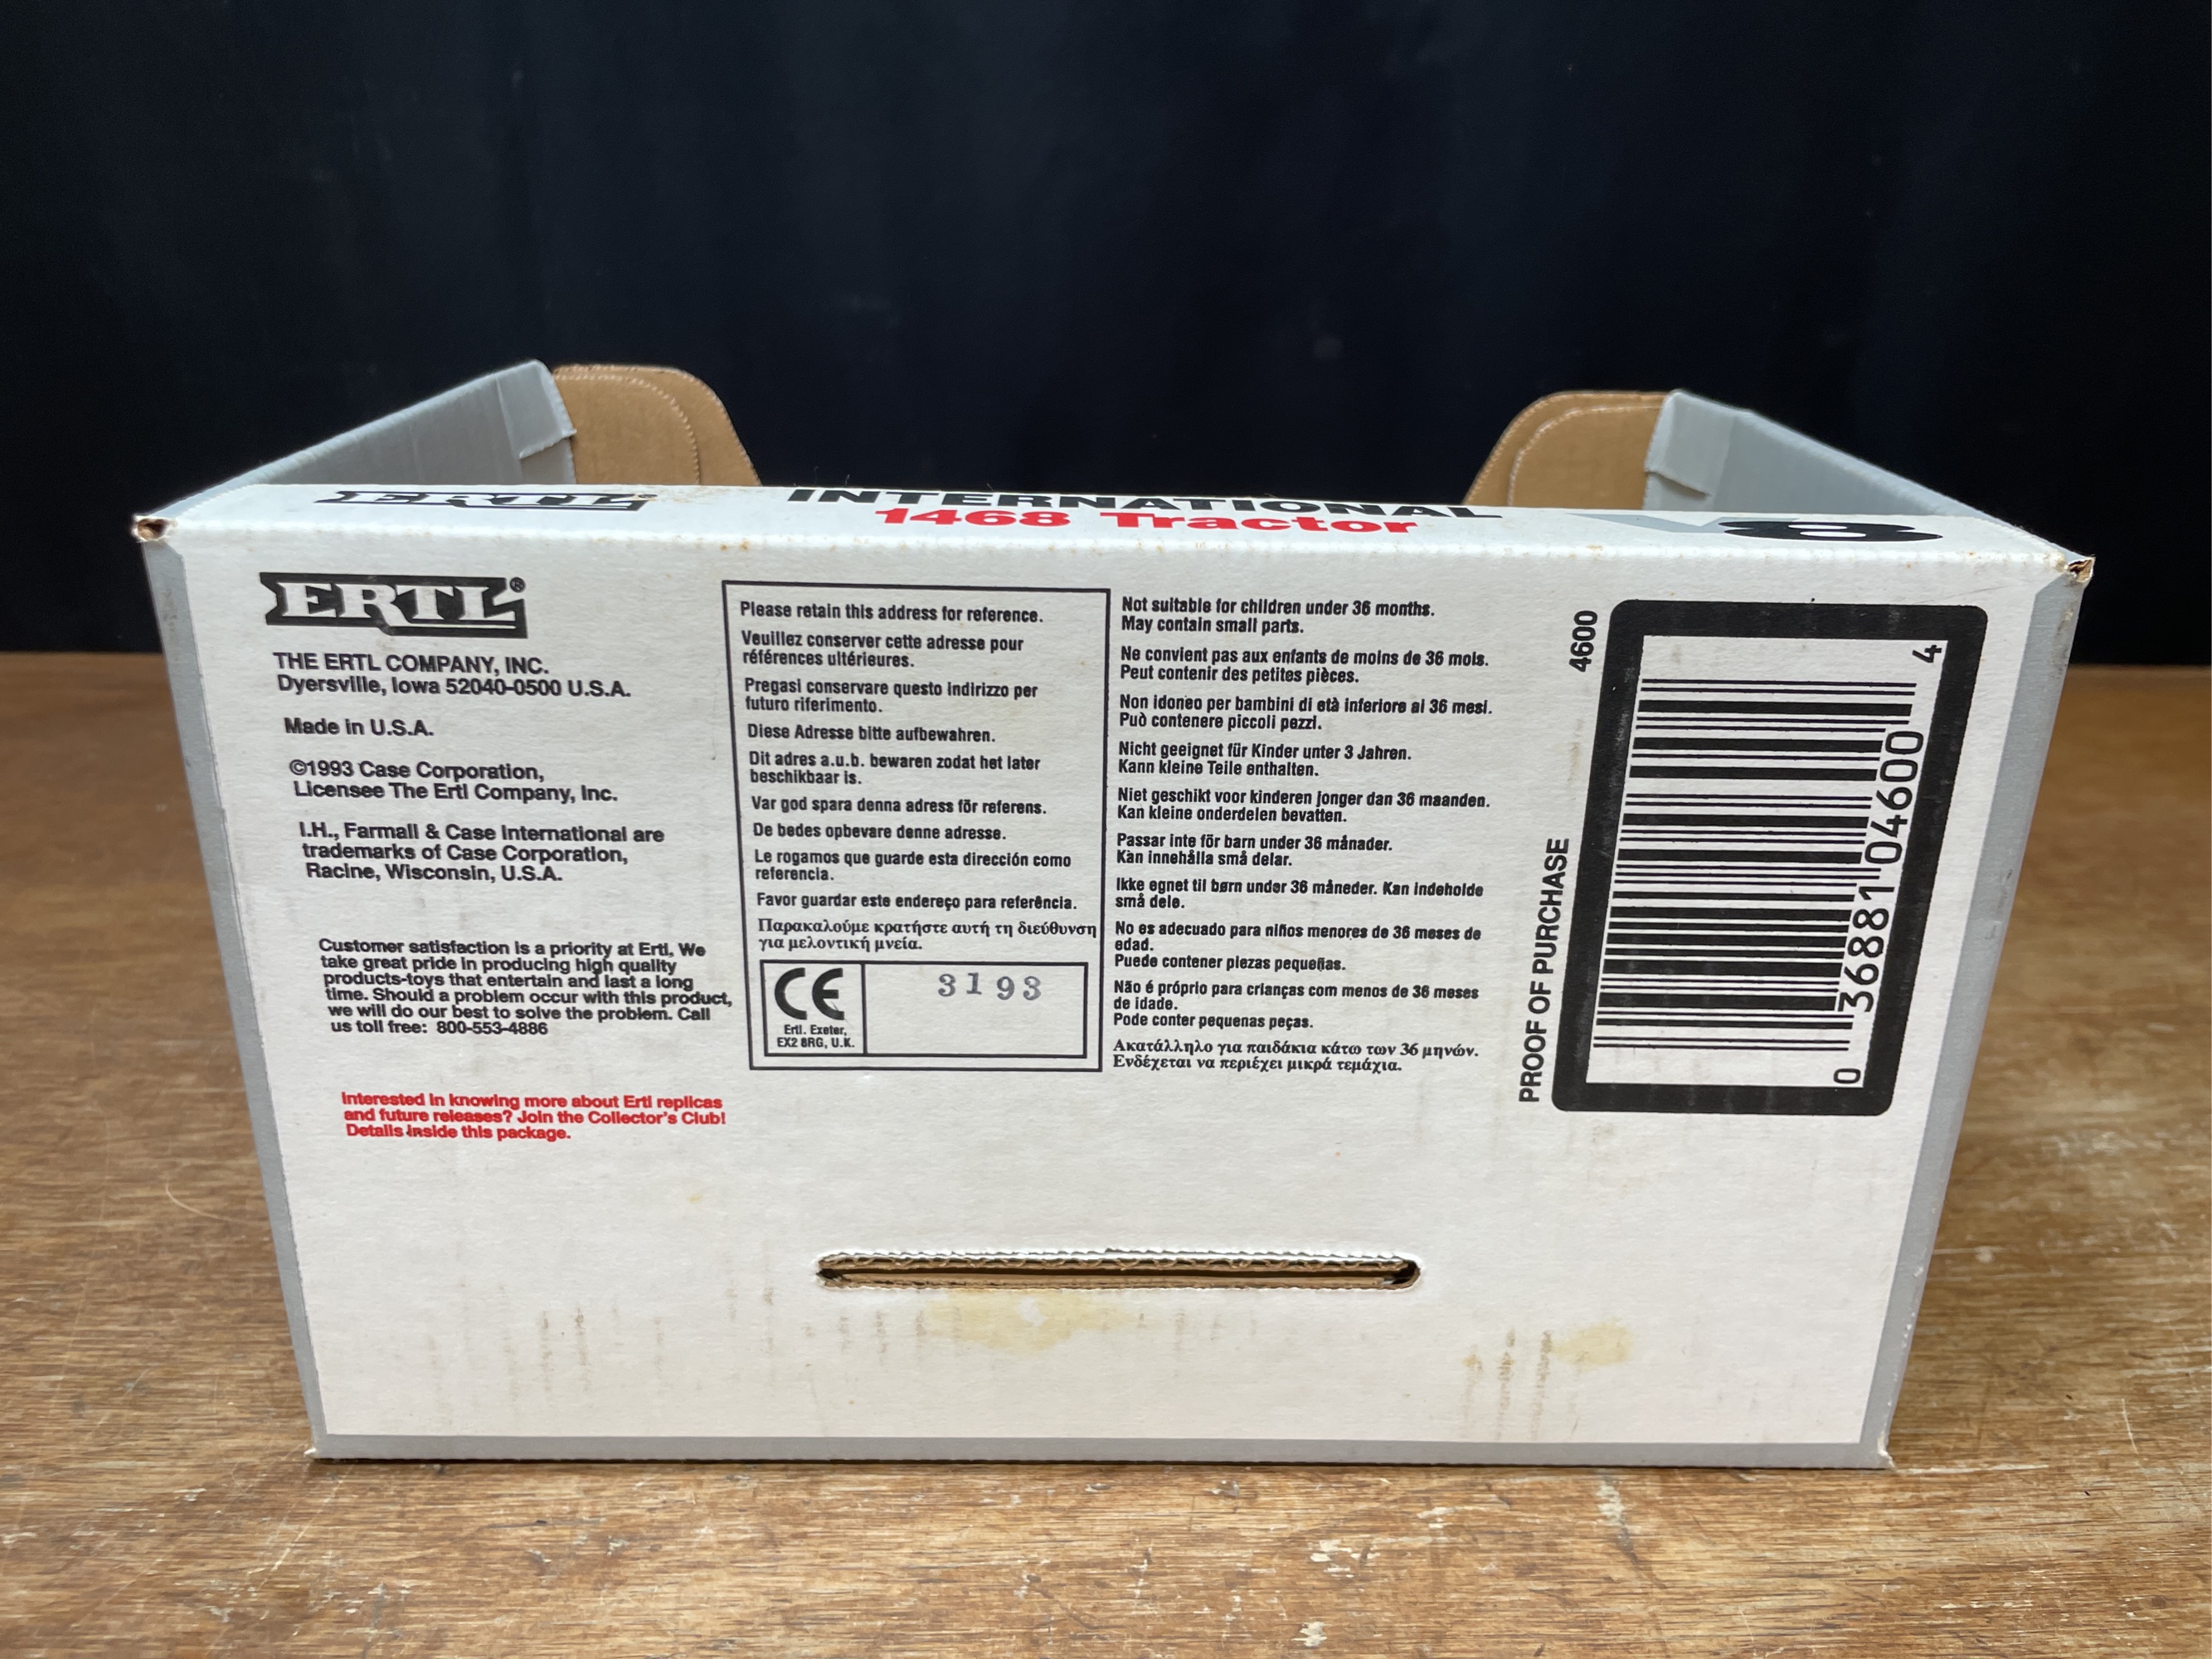 ERTL
INTERNATIONAL
1468 Tractor
V8
ERTL®
THE ERTL COMPANY, INC.
Dyersville, Iowa 52040-0500 U.S.A.
Made in U.S.A.
©1993 Case Corporation,
Licensee The Ertl Company, Inc.
I.H., Farmall & Case International are
trademarks of Case Corporation,
Racine, Wisconsin, U.S.A.
Customer satisfaction is a priority at Ertl, We
take great pride in producing high quality
products-toys that entertain and last a long
time. Should a problem occur with this product,
we will do our best to solve the problem. Call
us toll free: 800-553-4886
Interested in knowing more about Ertl replicas
and future releases? Join the Collector's Club!
Details inside this package.
Please retain this address for reference.
Veuillez conserver cette adresse pour
références ultérieures.
Pregasi conservare questo indirizzo per
futuro riferimento.
Diese Adresse bitte aufbewahren.
Dit adres a.u.b. bewaren zodat het later
beschikbaar is.
Var god spara denna adress för referens.
De bedes opbevare denne adresse.
Le rogamos que guarde esta dirección como
referencia.
Favor guardar este endereço para referência.
Παρακαλούμε κρατήστε αυτή τη διεύθυνση
για μελοντική μνεία.
CE
Ertl. Exeter,
EX2 8RG, U.K.
3193
Not suitable for children under 36 months.
May contain small parts.
Ne convient pas aux enfants de moins de 36 mois.
Peut contenir des petites pièces.
Non idoneo per bambini di età inferiore ai 36 mesi.
Può contenere piccoli pezzi.
Nicht geeignet für Kinder unter 3 Jahren.
Kann kleine Teile enthalten.
Niet geschikt voor kinderen jonger dan 36 maanden.
Kan kleine onderdelen bevatten.
Passar inte för barn under 36 månader.
Kan innehålla små delar.
Ikke egnet til børn under 36 måneder. Kan indeholde
små dele.
No es adecuado para niños menores de 36 meses de
edad.
Puede contener piezas pequeñas.
Não é próprio para crianças com menos de 36 meses
de idade.
Pode conter pequenas peças.
Ακατάλληλο για παιδάκια κάτω των 36 μηνών.
Ενδέχεται να περιέχει μικρά τεμάχια.
PROOF OF PURCHASE
4600
0 36881 04600 4